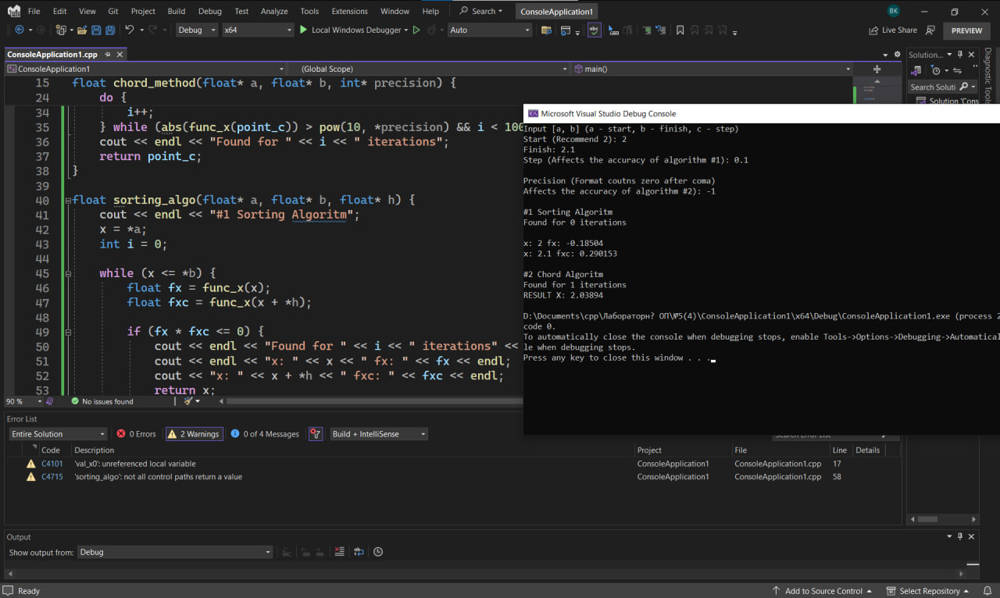 File Edit View Git Project Build Debug Test Analyze Tools Extensions Window Help Search ConsoleApplication1 BK
Debug x64 Local Windows Debugger Auto Live Share PREVIEW
ConsoleApplication1.cpp
ConsoleApplication1 (Global Scope) main()
15 float chord_method(float* a, float* b, int* precision) {
24 do {
34 i++;
35 } while (abs(func_x(point_c)) > pow(10, *precision) && i < 100
36 cout << endl << "Found for " << i << " iterations";
37 return point_c;
38 }
39
40 float sorting_algo(float* a, float* b, float* h) {
41 cout << endl << "#1 Sorting Algoritm";
42 x = *a;
43 int i = 0;
44
45 while (x <= *b) {
46 float fx = func_x(x);
47 float fxc = func_x(x + *h);
48
49 if (fx * fxc <= 0) {
50 cout << endl << "Found for " << i << " iterations" <<
51 cout << endl << "x: " << x << " fx: " << fx << endl;
52 cout << "x: " << x + *h << " fxc: " << fxc << endl;
53 return x;
90 % No issues found
Microsoft Visual Studio Debug Console
Input [a, b] (a - start, b - finish, c - step)
Start (Recommend 2): 2
Finish: 2.1
Step (Affects the accuracy of algorithm #1): 0.1
Precision (Format coutns zero after coma)
Affects the accuracy of algorithm #2): -1
#1 Sorting Algoritm
Found for 0 iterations
x: 2 fx: -0.18504
x: 2.1 fxc: 0.290153
#2 Chord Algoritm
Found for 1 iterations
RESULT X: 2.03894
D:\Documents\cpp\Лабораторн? ОП\№5(4)\ConsoleApplication1\x64\Debug\ConsoleApplication1.exe (process 2
code 0.
To automatically close the console when debugging stops, enable Tools->Options->Debugging->Automatical
le when debugging stops.
Press any key to close this window . . .
Solution...
Search Soluti
Solution 'Cons
Diagnostic Tools
Error List
Entire Solution 0 Errors 2 Warnings 0 of 4 Messages Build + IntelliSense Search Error List
Code Description Project File Line Details
C4101 'val_x0': unreferenced local variable ConsoleApplication1 ConsoleApplication1.cpp 17
C4715 'sorting_algo': not all control paths return a value ConsoleApplication1 ConsoleApplication1.cpp 58
Output
Show output from: Debug
Ready Add to Source Control Select Repository